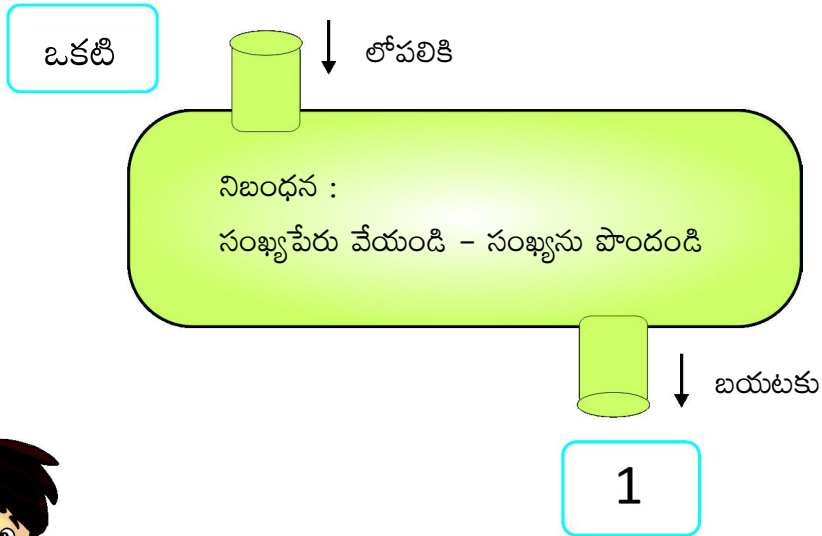 ఒకటి
లోపలికి
నిబంధన :
సంఖ్యపేరు వేయండి - సంఖ్యను పొందండి
బయటకు
1